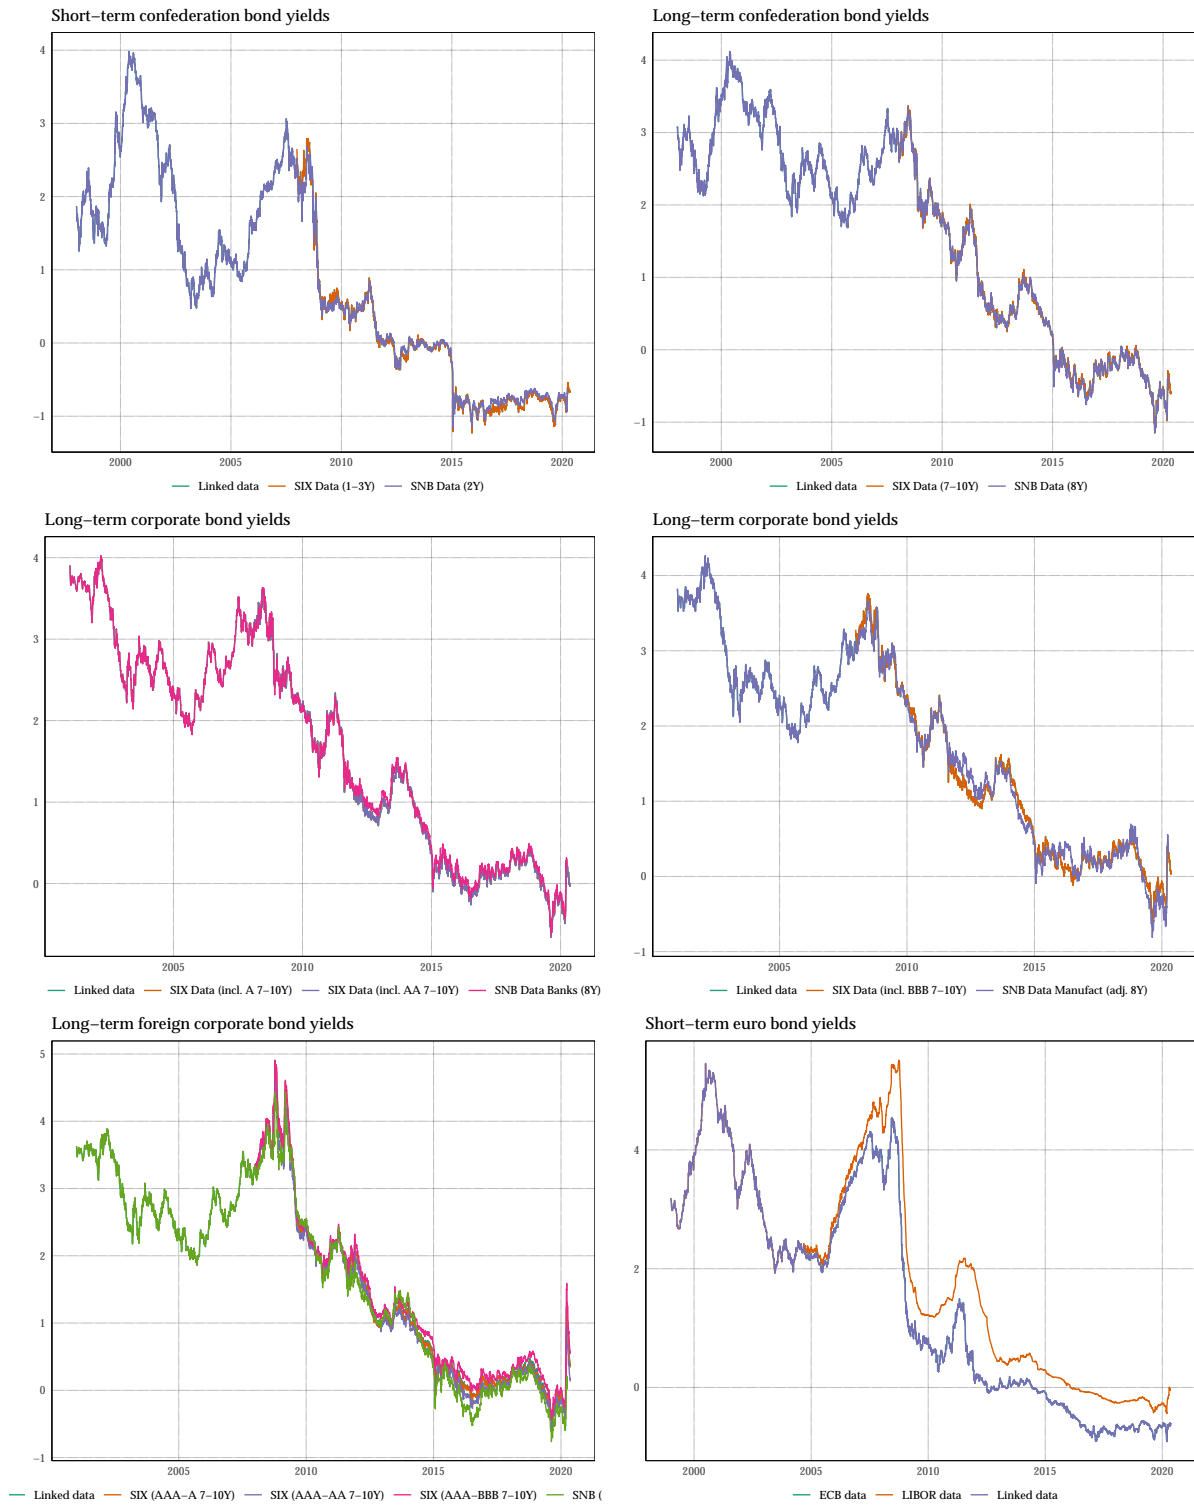 Short−term confederation bond yields
4
3
2
1
0
−1
2000 2005 2010 2015 2020
Linked data SIX Data (1−3Y) SNB Data (2Y)
Long−term confederation bond yields
4
3
2
1
0
−1
2000 2005 2010 2015 2020
Linked data SIX Data (7−10Y) SNB Data (8Y)
Long−term corporate bond yields
4
3
2
1
0
2005 2010 2015 2020
Linked data SIX Data (incl. A 7−10Y) SIX Data (incl. AA 7−10Y) SNB Data Banks (8Y)
Long−term corporate bond yields
4
3
2
1
0
−1
2005 2010 2015 2020
Linked data SIX Data (incl. BBB 7−10Y) SNB Data Manufact (adj. 8Y)
Long−term foreign corporate bond yields
5
4
3
2
1
0
−1
2005 2010 2015 2020
Linked data SIX (AAA−A 7−10Y) SIX (AAA−AA 7−10Y) SIX (AAA−BBB 7−10Y) SNB (
Short−term euro bond yields
4
2
0
2000 2005 2010 2015 2020
ECB data LIBOR data Linked data